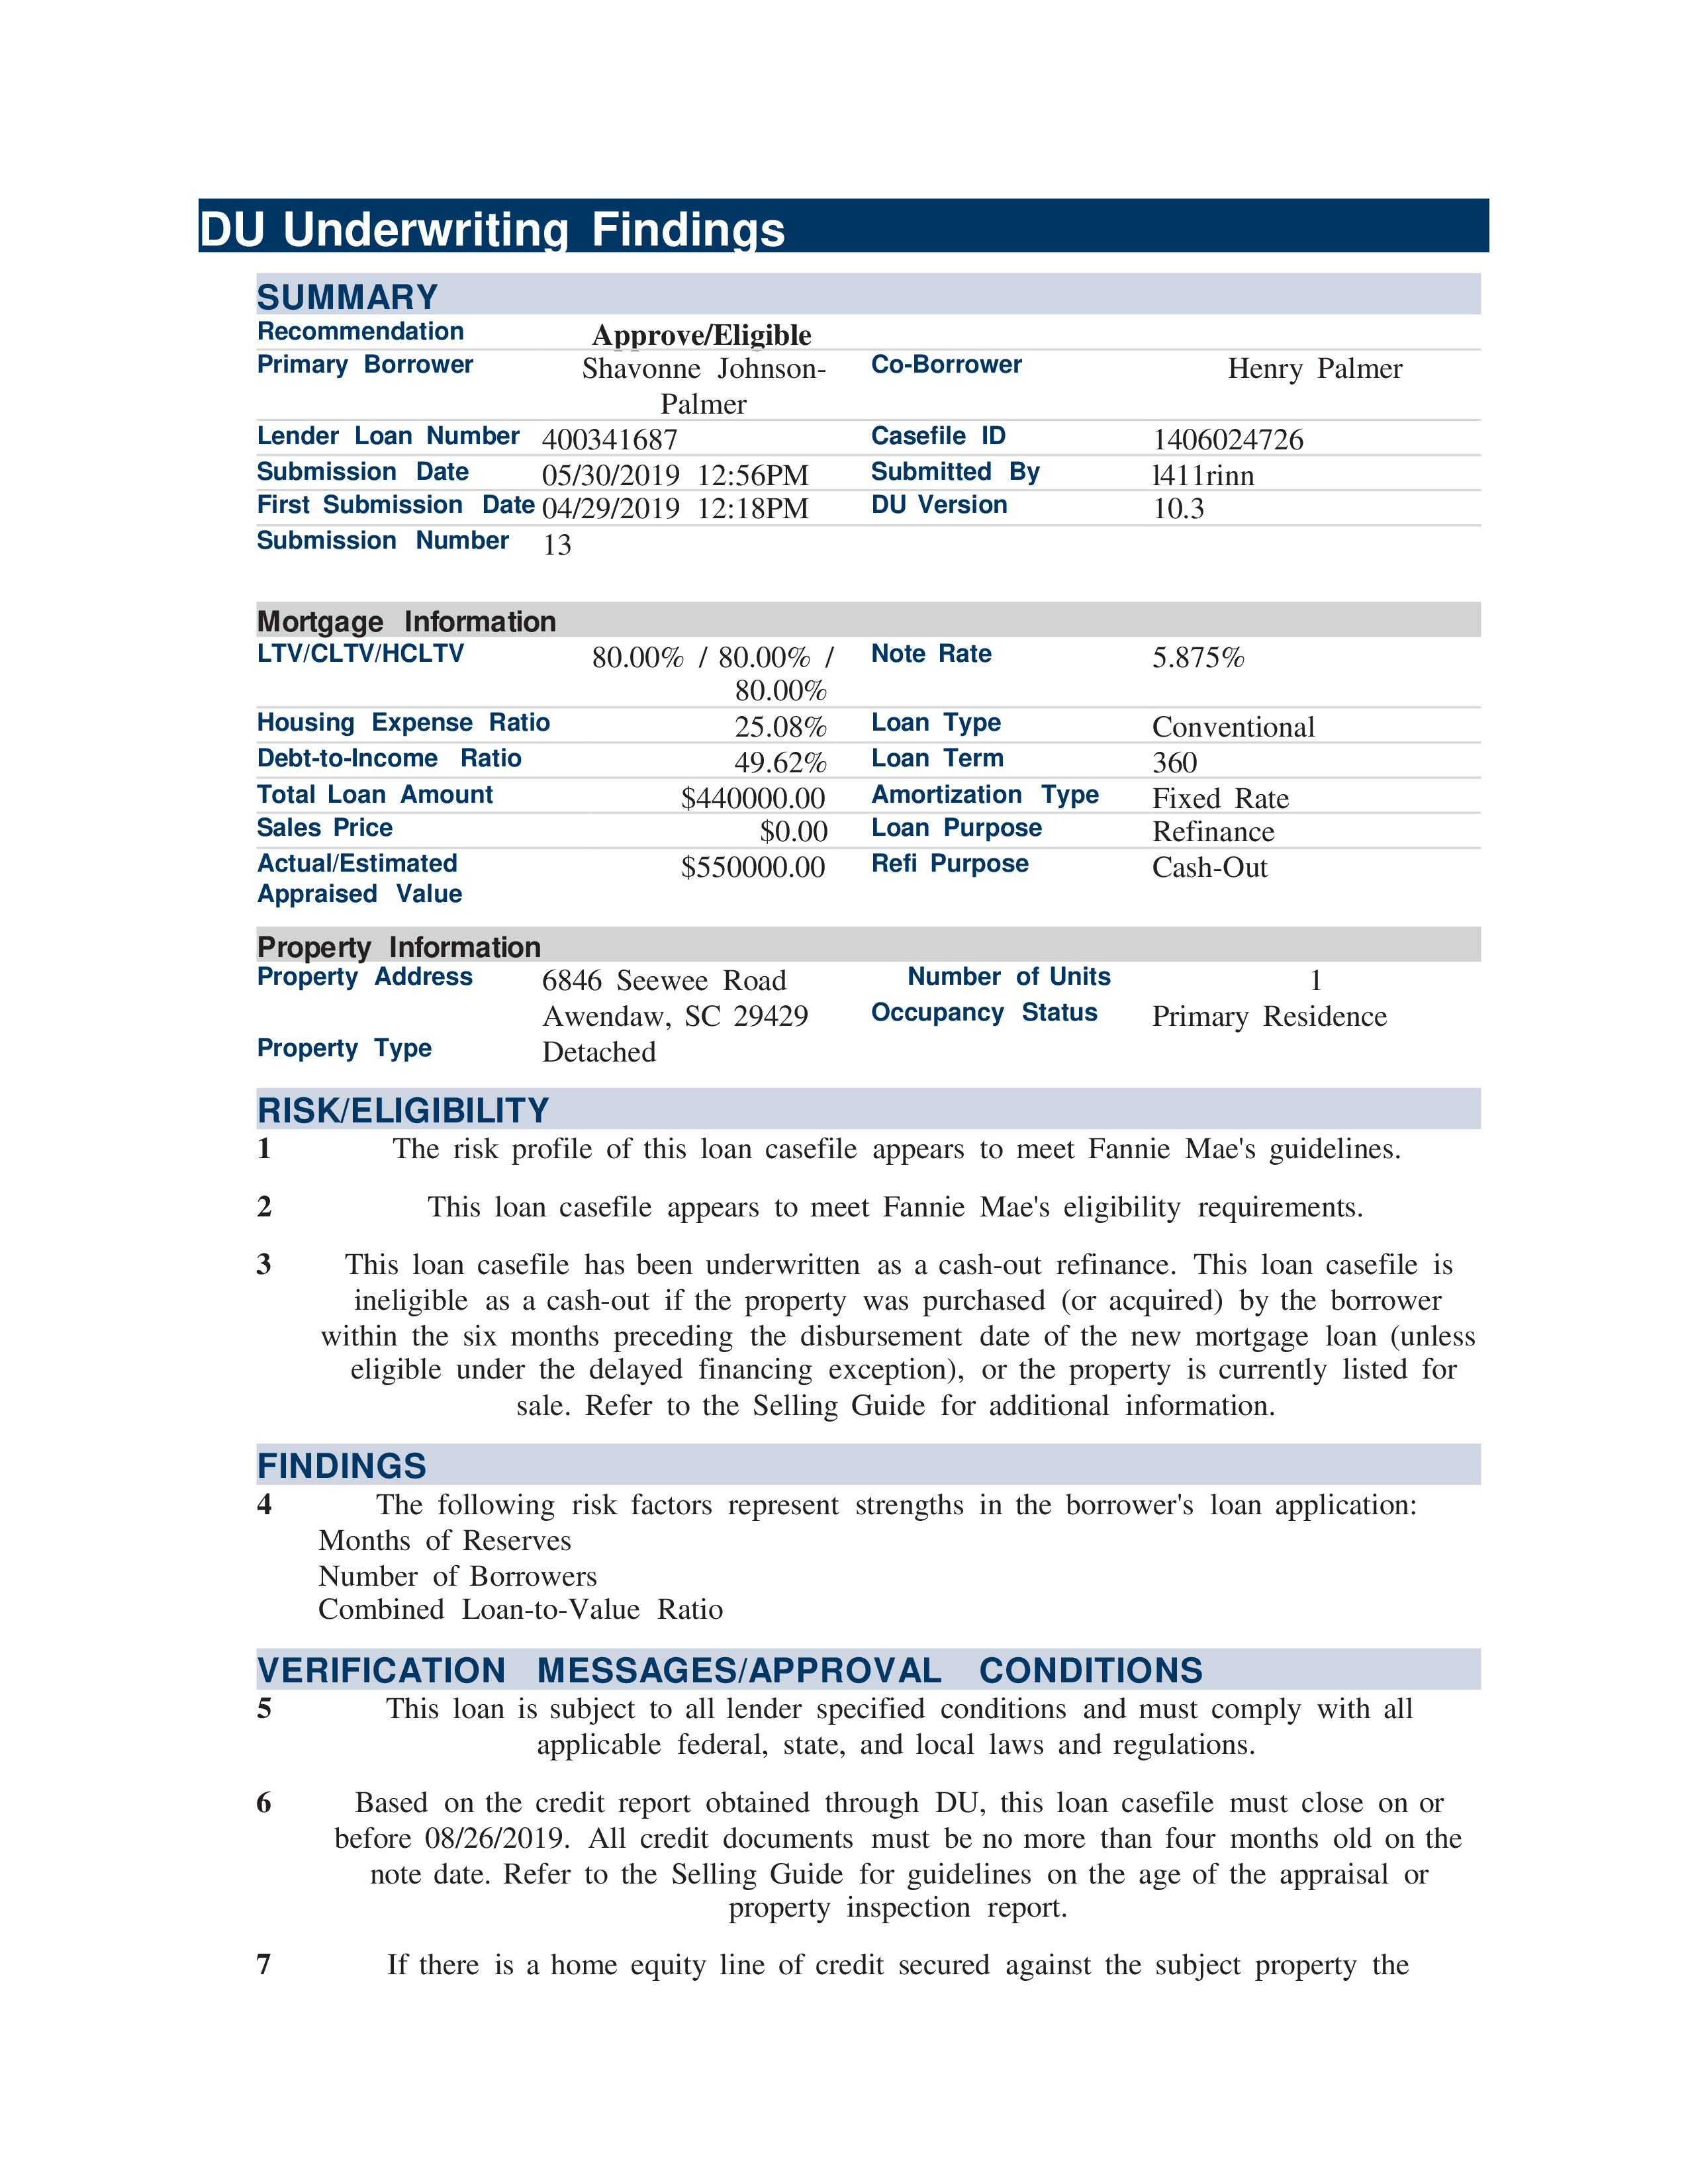 DU Underwriting Findings
SUMMARY
Recommendation Approve/Eligible
Primary Borrower Shavonne Johnson- Co-Borrower Henry Palmer
Palmer
Lender Loan Number 400341687 Casefile ID 1406024726
Submission Date 05/30/2019 12:56PM Submitted By l411rinn
First Submission Date 04/29/2019 12:18PM DU Version 10.3
Submission Number 13
Mortgage Information
LTV/CLTV/HCLTV 80.00% / 80.00% / Note Rate 5.875%
80.00%
Housing Expense Ratio 25.08% Loan Type Conventional
Debt-to-Income Ratio 49.62% Loan Term 360
Total Loan Amount $440000.00 Amortization Type Fixed Rate
Sales Price $0.00 Loan Purpose Refinance
Actual/Estimated $550000.00 Refi Purpose Cash-Out
Appraised Value
Property Information
Property Address 6846 Seewee Road Number of Units 1
Awendaw, SC 29429 Occupancy Status Primary Residence
Property Type Detached
RISK/ELIGIBILITY
1 The risk profile of this loan casefile appears to meet Fannie Mae's guidelines.
2 This loan casefile appears to meet Fannie Mae's eligibility requirements.
3 This loan casefile has been underwritten as a cash-out refinance. This loan casefile is
ineligible as a cash-out if the property was purchased (or acquired) by the borrower
within the six months preceding the disbursement date of the new mortgage loan (unless
eligible under the delayed financing exception), or the property is currently listed for
sale. Refer to the Selling Guide for additional information.
FINDINGS
4 The following risk factors represent strengths in the borrower's loan application:
Months of Reserves
Number of Borrowers
Combined Loan-to-Value Ratio
VERIFICATION MESSAGES/APPROVAL CONDITIONS
5 This loan is subject to all lender specified conditions and must comply with all
applicable federal, state, and local laws and regulations.
6 Based on the credit report obtained through DU, this loan casefile must close on or
before 08/26/2019. All credit documents must be no more than four months old on the
note date. Refer to the Selling Guide for guidelines on the age of the appraisal or
property inspection report.
7 If there is a home equity line of credit secured against the subject property the